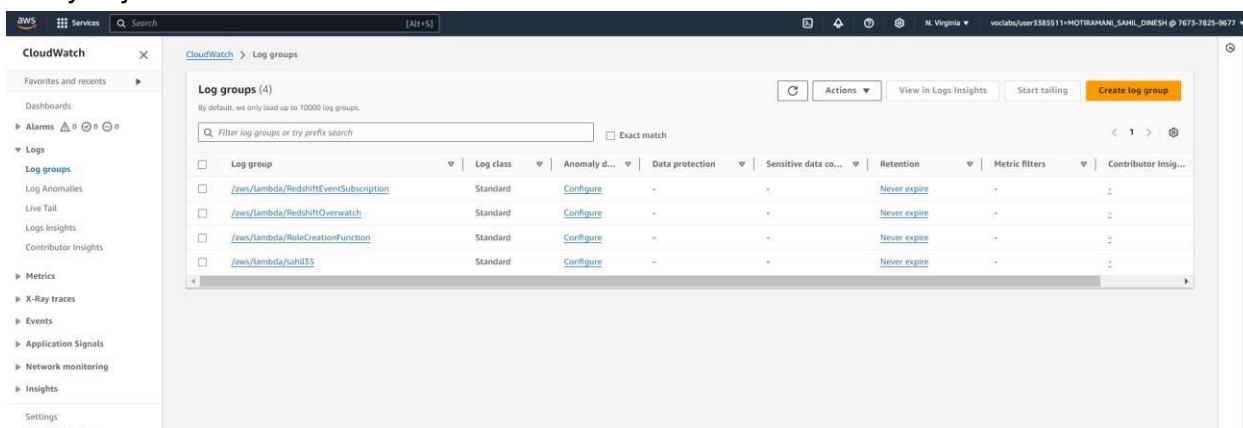 aws Services Search [Alt+S] N. Virginia voclabs/user3385511=MOTIRAMANI_SAHIL_DINESH @ 7673-7825-9677
CloudWatch
Favorites and recents
Dashboards
Alarms 0 0 0
Logs
Log groups
Log Anomalies
Live Tail
Logs Insights
Contributor Insights
Metrics
X-Ray traces
Events
Application Signals
Network monitoring
Insights
Settings
CloudWatch > Log groups
Log groups (4)
By default, we only load up to 10000 log groups.
Actions View in Logs Insights Start tailing Create log group
Filter log groups or try prefix search Exact match 1
Log group Log class Anomaly d... Data protection Sensitive data co... Retention Metric filters Contributor Insig...
/aws/lambda/RedshiftEventSubscription Standard Configure - - Never expire - -
/aws/lambda/RedshiftOverwatch Standard Configure - - Never expire - -
/aws/lambda/RoleCreationFunction Standard Configure - - Never expire - -
/aws/lambda/sahil35 Standard Configure - - Never expire - -